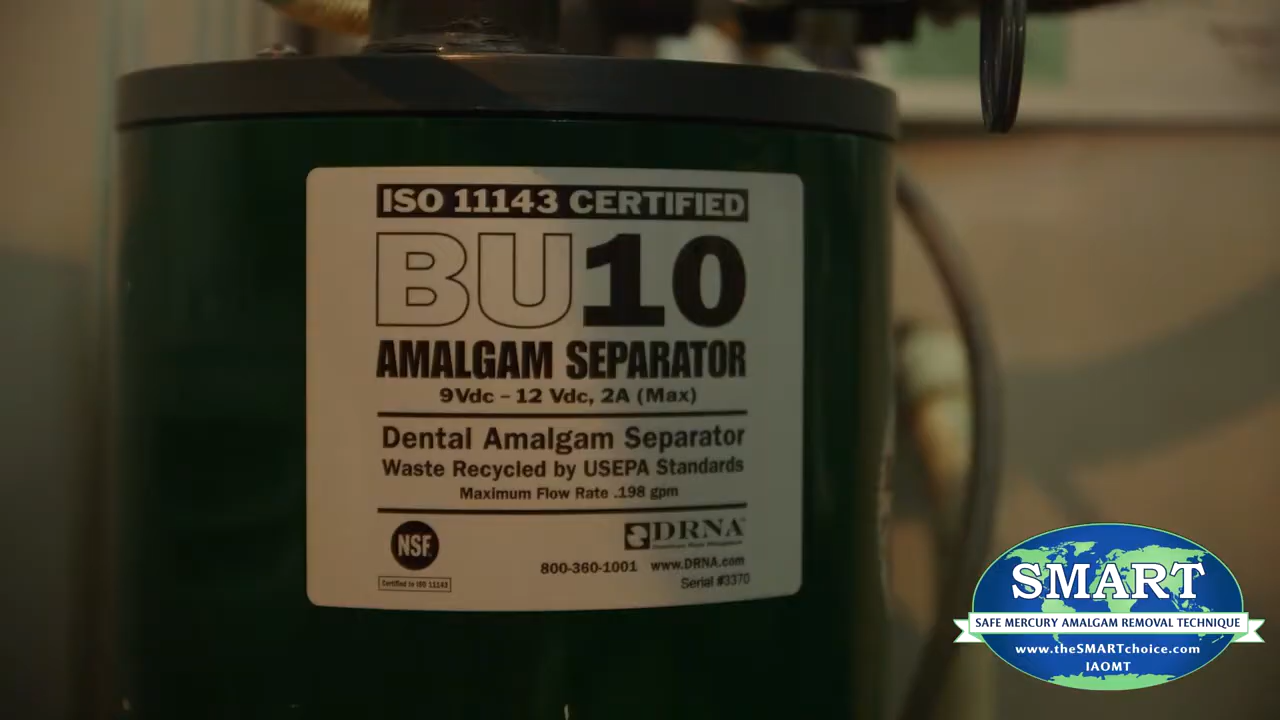 ISO 11143 CERTIFIED
BU10
AMALGAM SEPARATOR
9Vdc – 12 Vdc, 2A (Max)
Dental Amalgam Separator
Waste Recycled by USEPA Standards
Maximum Flow Rate .198 gpm
NSF
Certified to ISO 11143
DRNA
800-360-1001 www.DRNA.com
Serial #3370
SMART
SAFE MERCURY AMALGAM REMOVAL TECHNIQUE
www.theSMARTchoice.com
IAOMT